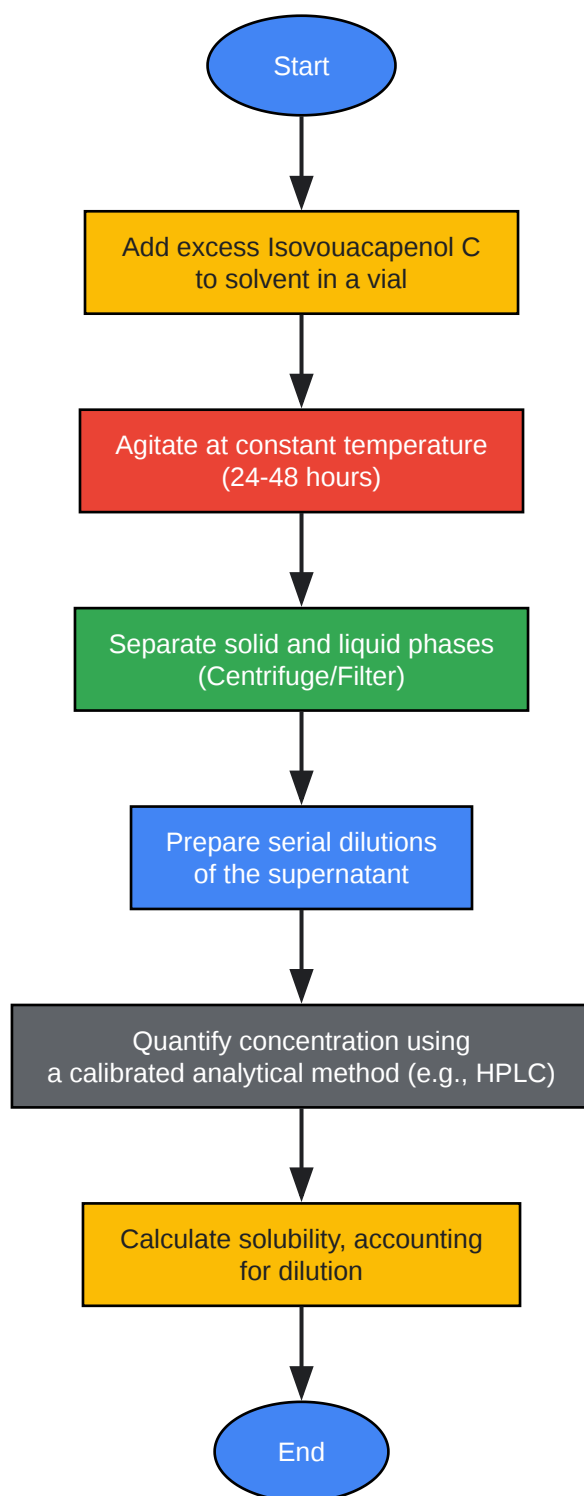 Start
Add excess Isovouacapenol C
to solvent in a vial
Agitate at constant temperature
(24-48 hours)
Separate solid and liquid phases
(Centrifuge/Filter)
Prepare serial dilutions
of the supernatant
Quantify concentration using
a calibrated analytical method (e.g., HPLC)
Calculate solubility, accounting
for dilution
End